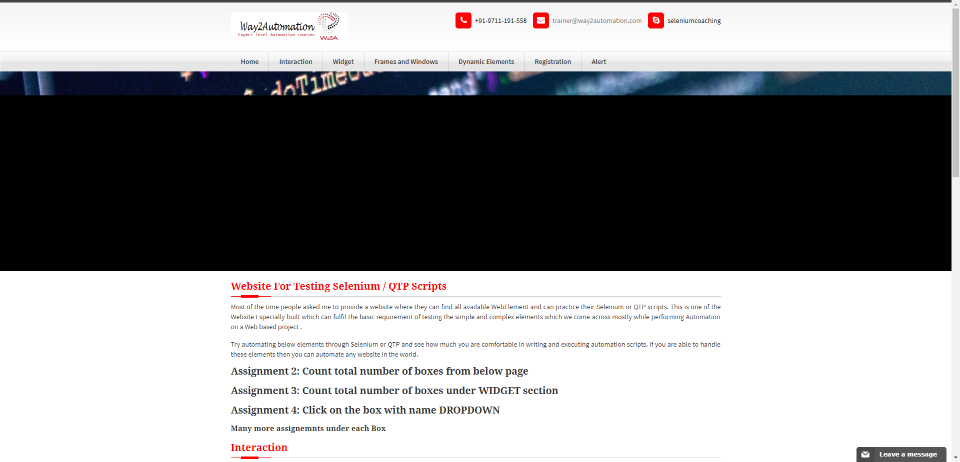 Way2Automation
Expert level Automation courses
W2A
+91-9711-191-558
trainer@way2automation.com
seleniumcoaching
Home
Interaction
Widget
Frames and Windows
Dynamic Elements
Registration
Alert
doTimeou
Website For Testing Selenium / QTP Scripts
Most of the time people asked me to provide a website where they can find all available WebElement and can practice their Selenium or QTP scripts. This is one of the
Website I specially built which can fulfil the basic requirement of testing the simple and complex elements which we come across mostly while performing Automation
on a Web based project .
Try automating below elements through Selenium or QTP and see how much you are comfortable in writing and executing automation scripts. If you are able to handle
these elements then you can automate any website in the world.
Assignment 2: Count total number of boxes from below page
Assignment 3: Count total number of boxes under WIDGET section
Assignment 4: Click on the box with name DROPDOWN
Many more assignemnts under each Box
Interaction
Leave a message